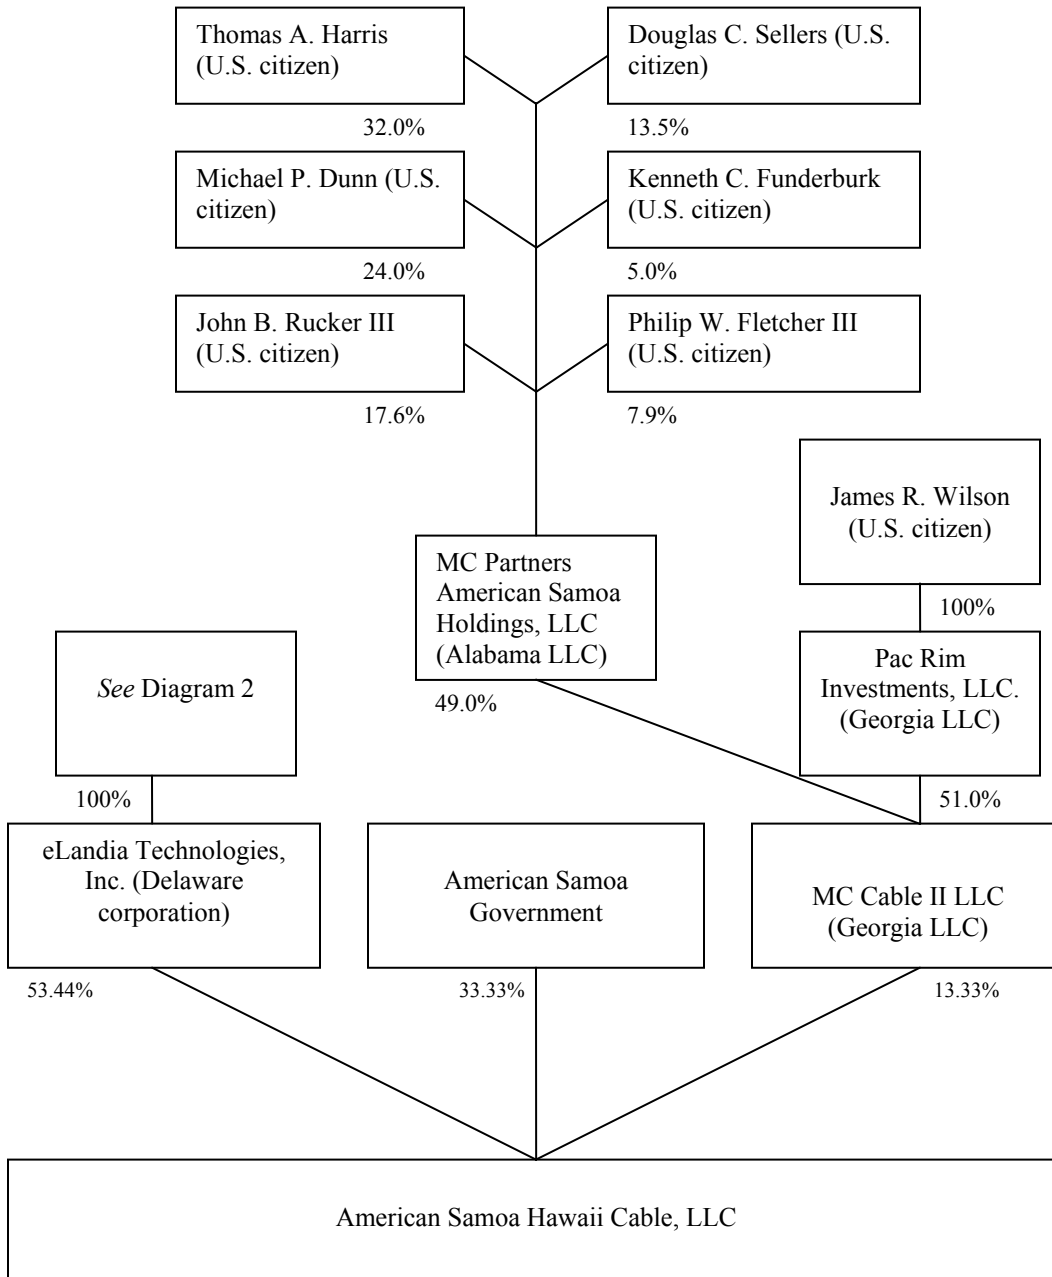 Thomas A. Harris
(U.S. citizen)
32.0%
Douglas C. Sellers (U.S.
citizen)
13.5%
Michael P. Dunn (U.S.
citizen)
24.0%
Kenneth C. Funderburk
(U.S. citizen)
5.0%
John B. Rucker III
(U.S. citizen)
17.6%
Philip W. Fletcher III
(U.S. citizen)
7.9%
James R. Wilson
(U.S. citizen)
100%
MC Partners
American Samoa
Holdings, LLC
(Alabama LLC)
49.0%
Pac Rim
Investments, LLC.
(Georgia LLC)
51.0%
See Diagram 2
100%
eLandia Technologies,
Inc. (Delaware
corporation)
53.44%
American Samoa
Government
33.33%
MC Cable II LLC
(Georgia LLC)
13.33%
American Samoa Hawaii Cable, LLC